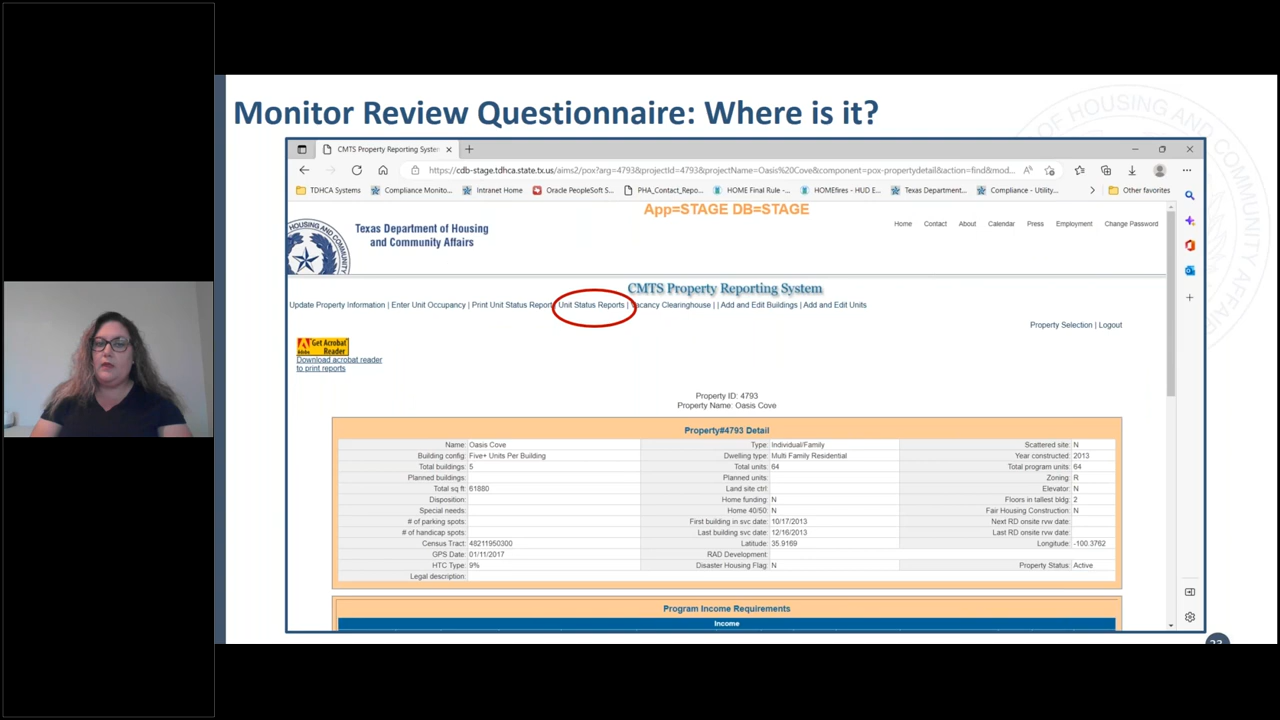 Monitor Review Questionnaire: Where is it?
CMTS Property Reporting System
https://cdb-stage.tdhca.state.tx.us/aims2/pox?arg=4793&projectId=4793&projectName=Oasis%20Cove&component=pox-propertydetail&action=find&mod...
TDHCA Systems Compliance Monito... Intranet Home Oracle PeopleSoft S... PHA_Contact_Repo... HOME Final Rule -... HOMEfires - HUD E... Texas Department... Compliance - Utility... Other favorites
App=STAGE DB=STAGE
Texas Department of Housing
and Community Affairs
Home Contact About Calendar Press Employment Change Password
CMTS Property Reporting System
Update Property Information | Enter Unit Occupancy | Print Unit Status Report Unit Status Reports | Vacancy Clearinghouse | | Add and Edit Buildings | Add and Edit Units
Property Selection | Logout
Get Acrobat
Reader
Adobe
Download acrobat reader
to print reports
Property ID: 4793
Property Name: Oasis Cove
Property#4793 Detail
Name: Oasis Cove Type: Individual/Family Scattered site: N
Building config: Five+ Units Per Building Dwelling type: Multi Family Residential Year constructed: 2013
Total buildings: 5 Total units: 64 Total program units: 64
Planned buildings: Planned units: Zoning: R
Total sq ft: 61880 Land site ctrl: Elevator: N
Disposition: Home funding: N Floors in tallest bldg: 2
Special needs: Home 40/50: N Fair Housing Construction: N
# of parking spots: First building in svc date: 10/17/2013 Next RD onsite rvw date:
# of handicap spots: Last building in svc date: 12/16/2013 Last RD onsite rvw date:
Census Tract: 48211950300 Latitude: 35.9169 Longitude: -100.3762
GPS Date: 01/11/2017 RAD Development:
HTC Type: 9% Disaster Housing Flag: N Property Status: Active
Legal description:
Program Income Requirements
Income